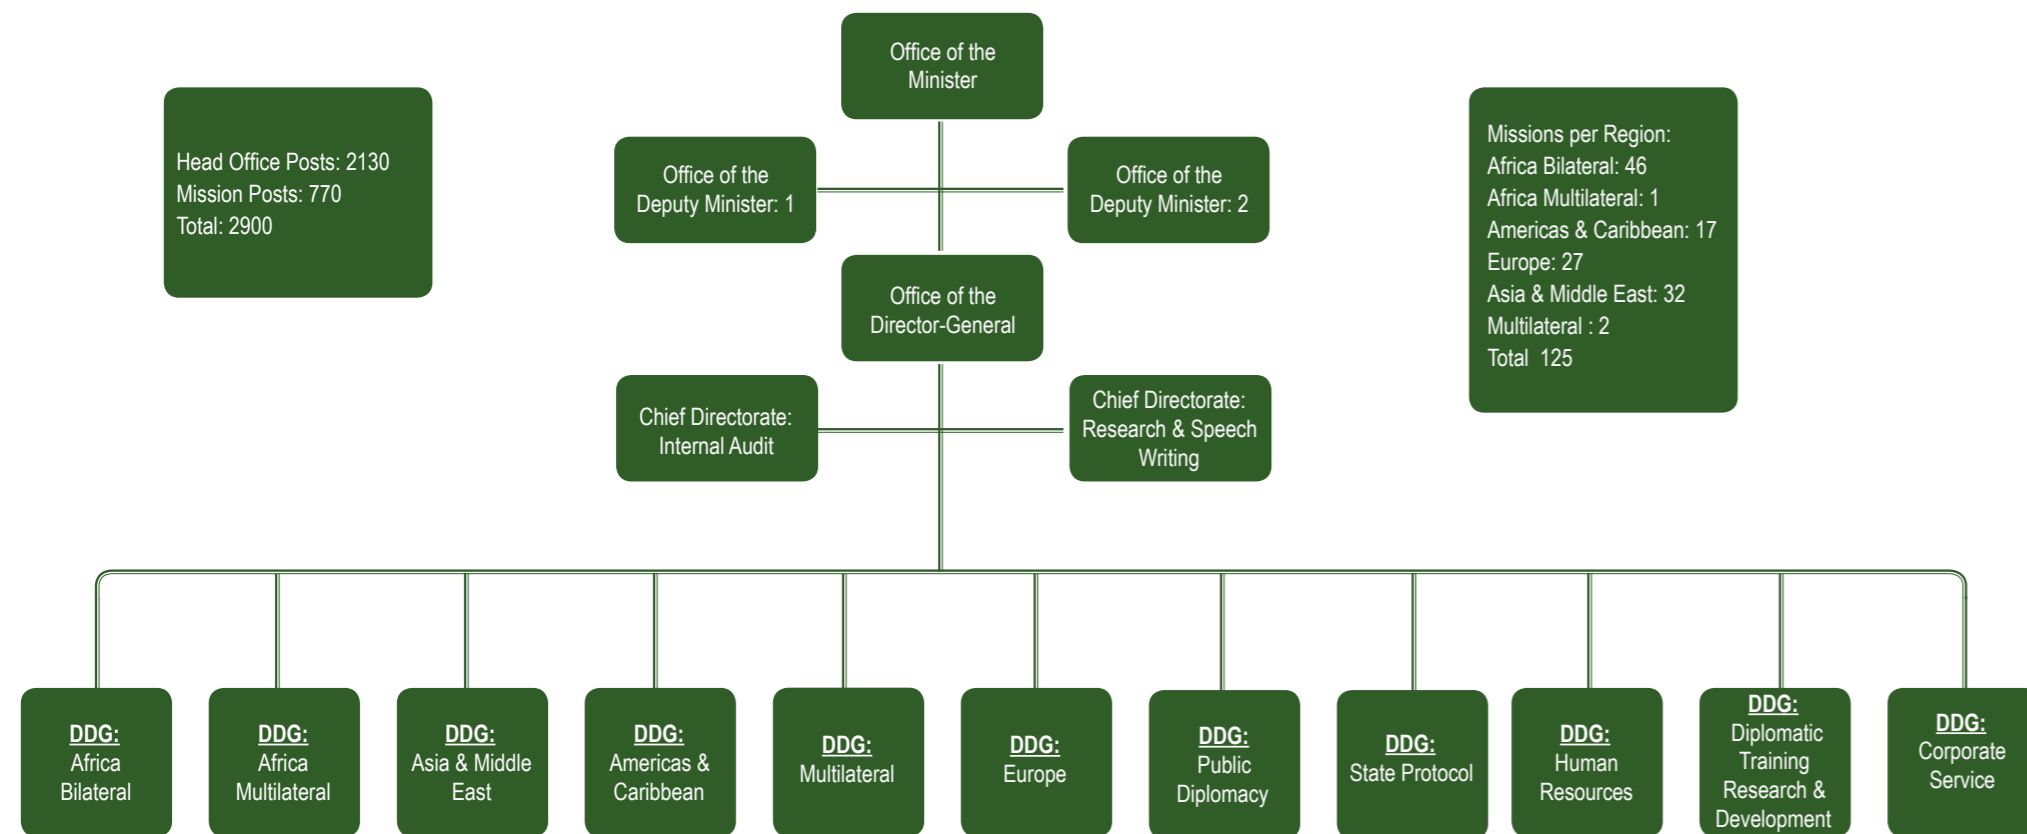 Office of the
Minister
Head Office Posts: 2130
Mission Posts: 770
Total: 2900
Office of the
Deputy Minister: 1
Office of the
Deputy Minister: 2
Missions per Region:
Africa Bilateral: 46
Africa Multilateral: 1
Americas & Caribbean: 17
Europe: 27
Asia & Middle East: 32
Multilateral : 2
Total  125
Office of the
Director-General
Chief Directorate:
Internal Audit
Chief Directorate:
Research & Speech
Writing
DDG:
Africa
Bilateral
DDG:
Africa
Multilateral
DDG:
Asia & Middle
East
DDG:
Americas &
Caribbean
DDG:
Multilateral
DDG:
Europe
DDG:
Public
Diplomacy
DDG:
State Protocol
DDG:
Human
Resources
DDG:
Diplomatic
Training
Research &
Development
DDG:
Corporate
Service